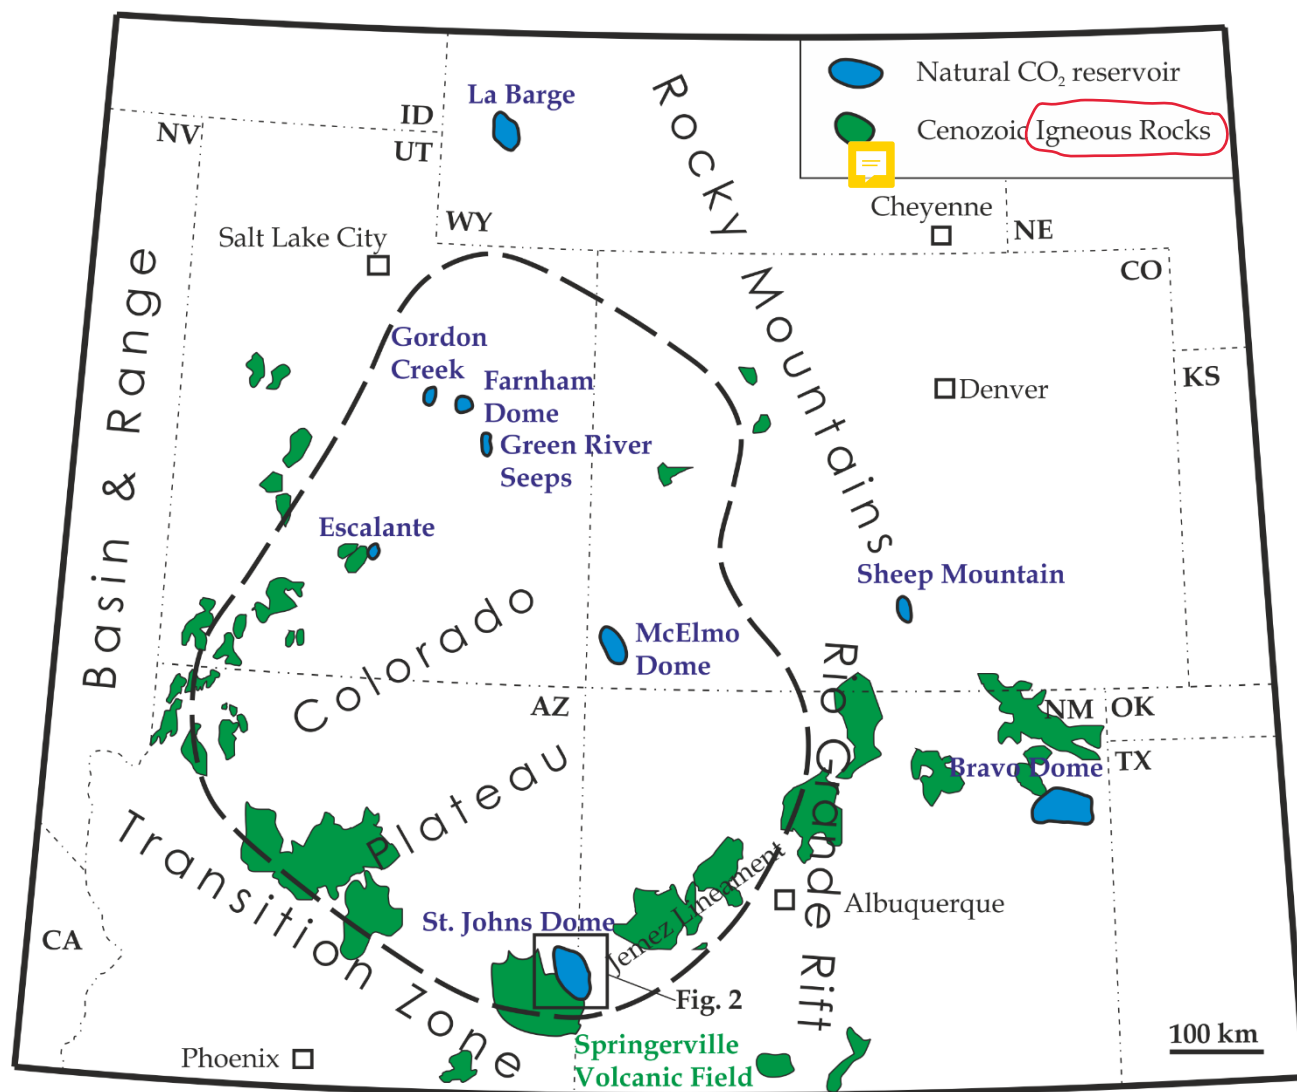 La Barge
Rocky Mountains
Natural CO₂ reservoir
Cenozoic Igneous Rocks
ID
NV
UT
WY
Cheyenne
NE
Salt Lake City
CO
Basin & Range
Gordon
Creek
Farnham
Dome
Green River
Seeps
Denver
KS
Escalante
Sheep Mountain
Colorado
Plateau
McElmo
Dome
Rio Grande Rift
AZ
NM
OK
TX
Bravo Dome
Transition Zone
Jemez Lineament
St. Johns Dome
Albuquerque
CA
Fig. 2
Phoenix
Springerville
Volcanic Field
100 km